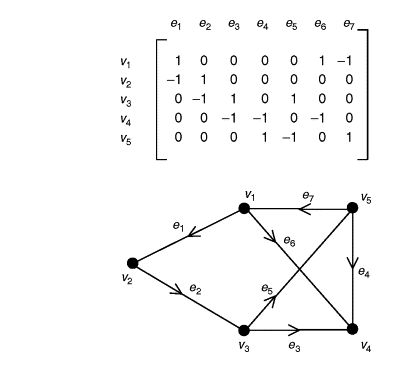 e1 e2 e3 e4 e5 e6 e7
v1 1 0 0 0 0 1 −1
v2 −1 1 0 0 0 0 0
v3 0 −1 1 0 1 0 0
v4 0 0 −1 −1 0 −1 0
v5 0 0 0 1 −1 0 1
v1 e7 v5
e1 e6
v2 e2 e5 e4
v3 e3 v4